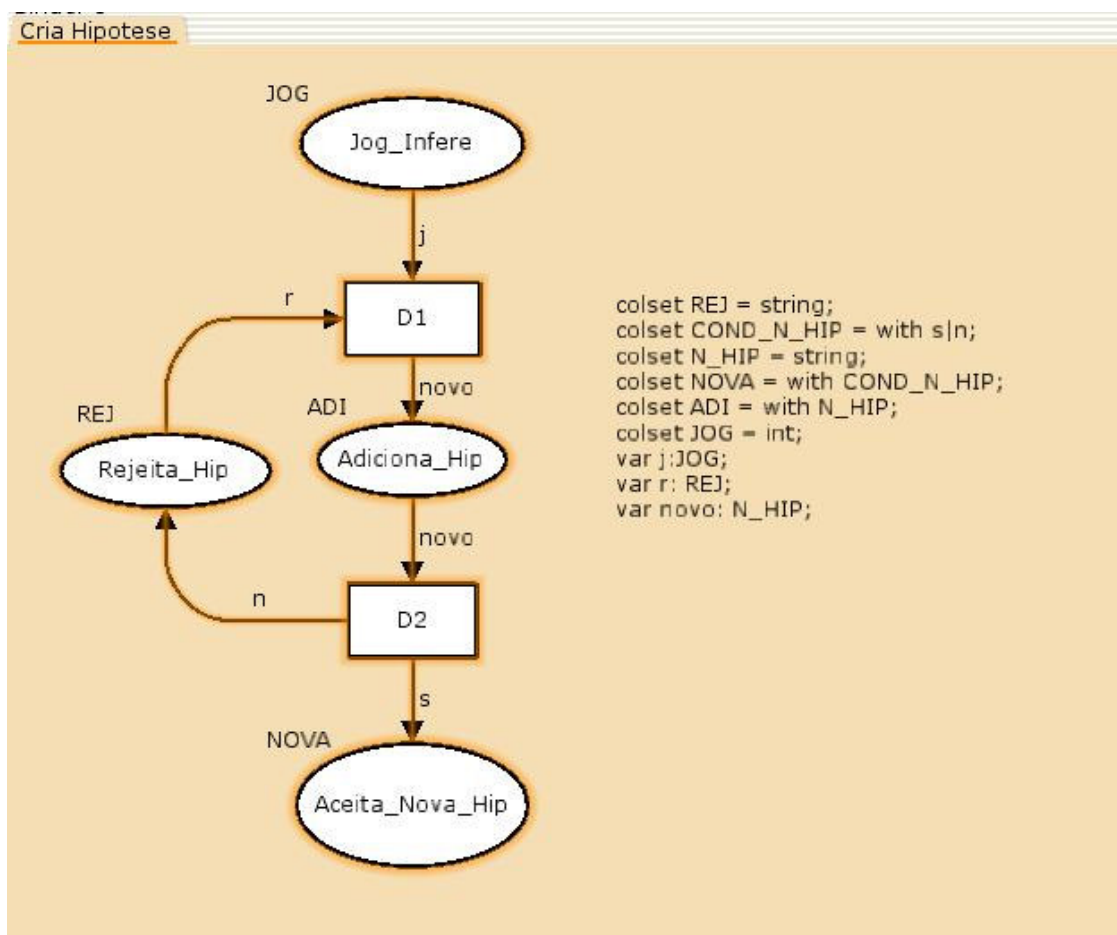 Cria Hipotese
JOG
Jog_Infere
j
r
D1
novo
REJ
ADI
Rejeita_Hip
Adiciona_Hip
novo
n
D2
s
NOVA
Aceita_Nova_Hip
colset REJ = string;
colset COND_N_HIP = with s|n;
colset N_HIP = string;
colset NOVA = with COND_N_HIP;
colset ADI = with N_HIP;
colset JOG = int;
var j:JOG;
var r: REJ;
var novo: N_HIP;